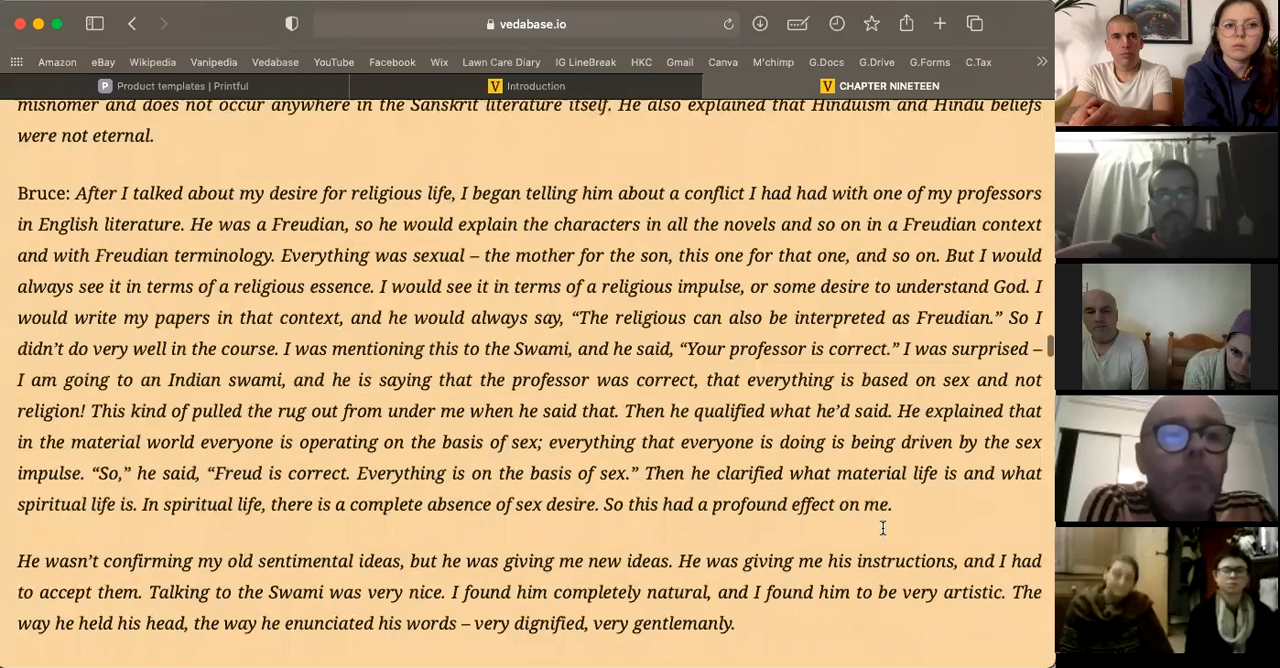 vedabase.io
Amazon eBay Wikipedia Vanipedia Vedabase YouTube Facebook Wix Lawn Care Diary IG LineBreak HKC Gmail Canva M'chimp G.Docs G.Drive G.Forms C.Tax
P Product templates | Printful V Introduction V CHAPTER NINETEEN
misnomer and does not occur anywhere in the Sanskrit literature itself. He also explained that Hinduism and Hindu beliefs
were not eternal.
Bruce: After I talked about my desire for religious life, I began telling him about a conflict I had had with one of my professors
in English literature. He was a Freudian, so he would explain the characters in all the novels and so on in a Freudian context
and with Freudian terminology. Everything was sexual – the mother for the son, this one for that one, and so on. But I would
always see it in terms of a religious essence. I would see it in terms of a religious impulse, or some desire to understand God. I
would write my papers in that context, and he would always say, “The religious can also be interpreted as Freudian.” So I
didn’t do very well in the course. I was mentioning this to the Swami, and he said, “Your professor is correct.” I was surprised –
I am going to an Indian swami, and he is saying that the professor was correct, that everything is based on sex and not
religion! This kind of pulled the rug out from under me when he said that. Then he qualified what he’d said. He explained that
in the material world everyone is operating on the basis of sex; everything that everyone is doing is being driven by the sex
impulse. “So,” he said, “Freud is correct. Everything is on the basis of sex.” Then he clarified what material life is and what
spiritual life is. In spiritual life, there is a complete absence of sex desire. So this had a profound effect on me.
He wasn’t confirming my old sentimental ideas, but he was giving me new ideas. He was giving me his instructions, and I had
to accept them. Talking to the Swami was very nice. I found him completely natural, and I found him to be very artistic. The
way he held his head, the way he enunciated his words – very dignified, very gentlemanly.